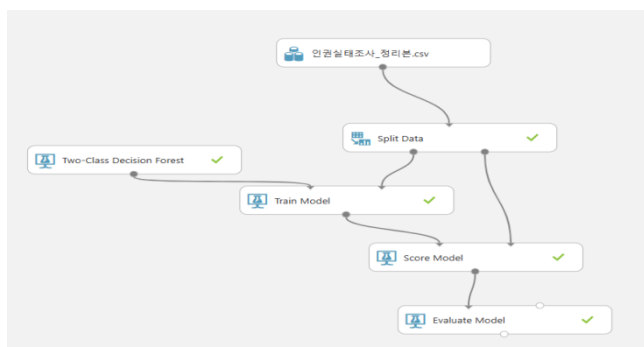 인권실태조사_정리본.csv
Split Data
Two-Class Decision Forest
Train Model
Score Model
Evaluate Model